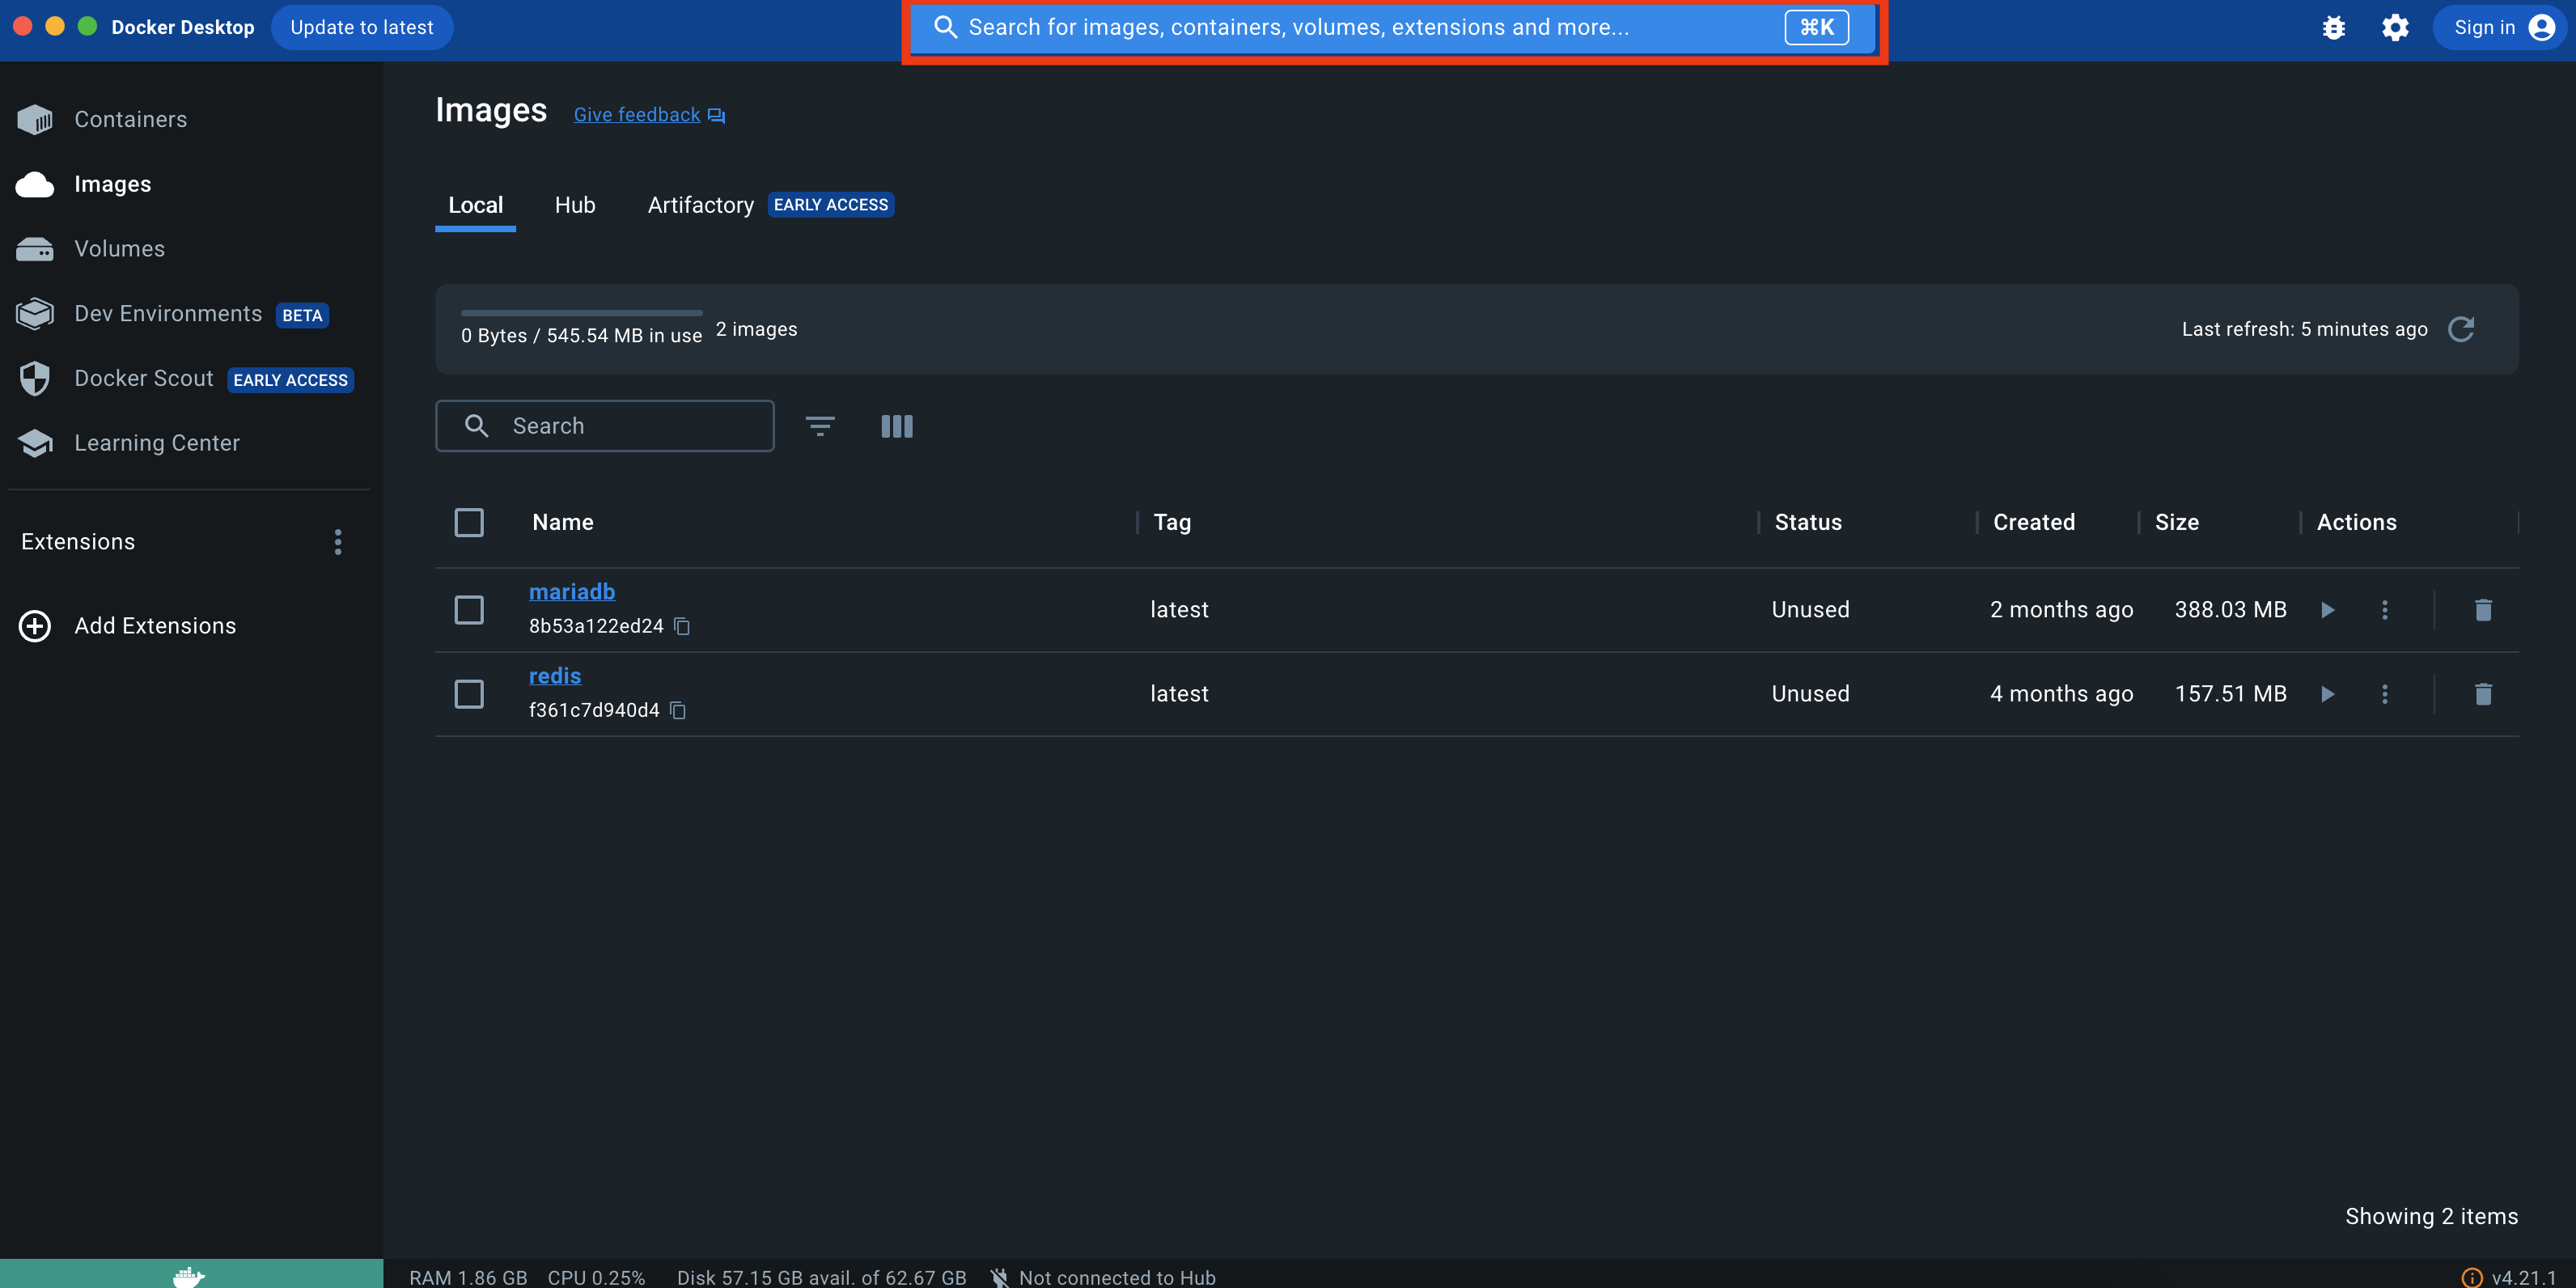 Docker Desktop Update to latest Search for images, containers, volumes, extensions and more... ⌘K Sign in
Containers
Images
Volumes
Dev Environments BETA
Docker Scout EARLY ACCESS
Learning Center
Extensions
Add Extensions
Images Give feedback
Local Hub Artifactory EARLY ACCESS
0 Bytes / 545.54 MB in use 2 images Last refresh: 5 minutes ago
Search
Name Tag Status Created Size Actions
mariadb
8b53a122ed24 latest Unused 2 months ago 388.03 MB
redis
f361c7d940d4 latest Unused 4 months ago 157.51 MB
Showing 2 items
RAM 1.86 GB CPU 0.25% Disk 57.15 GB avail. of 62.67 GB Not connected to Hub v4.21.1